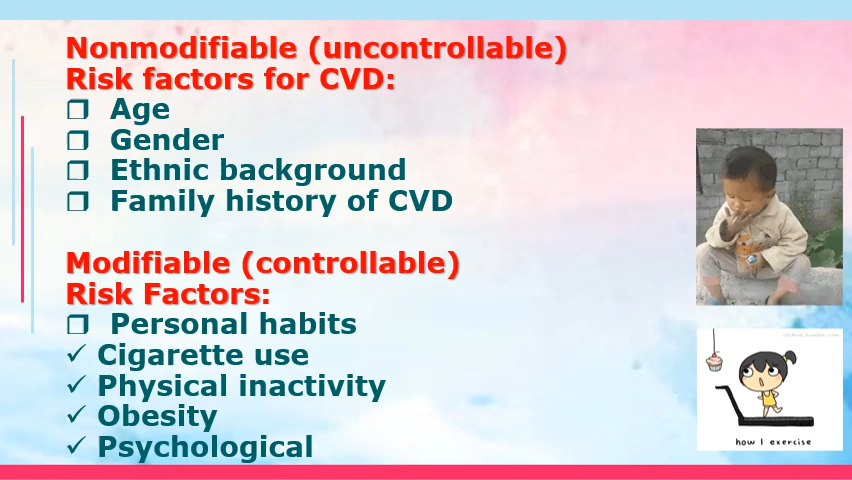 Nonmodifiable (uncontrollable)
Risk factors for CVD:
❒ Age
❒ Gender
❒ Ethnic background
❒ Family history of CVD
Modifiable (controllable)
Risk Factors:
❒ Personal habits
✓ Cigarette use
✓ Physical inactivity
✓ Obesity
✓ Psychological
how I exercise